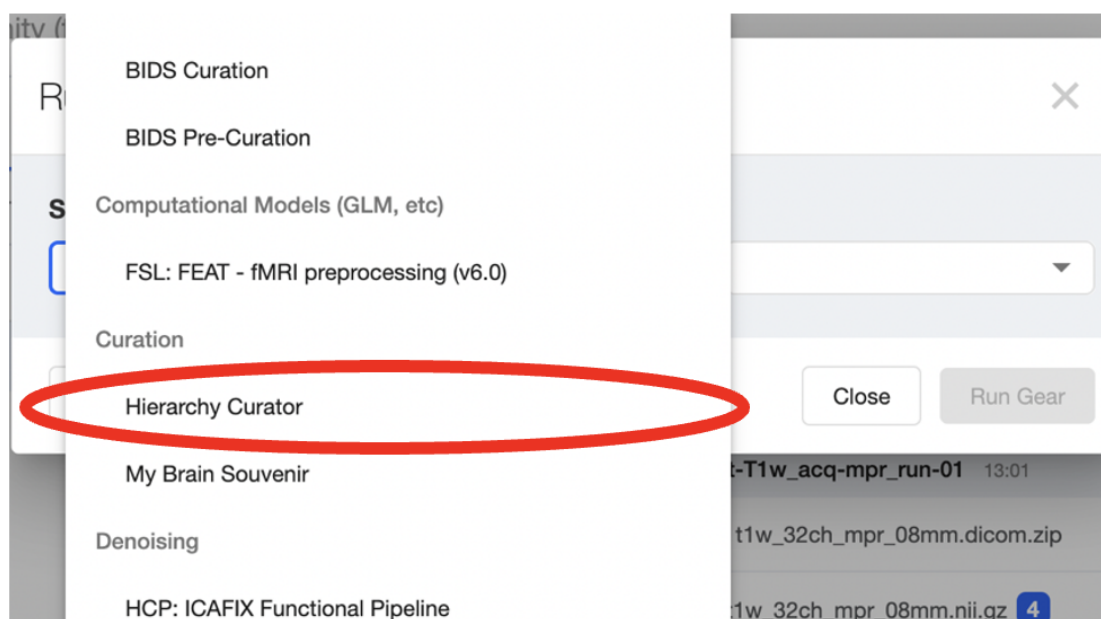 BIDS Curation
BIDS Pre-Curation
Computational Models (GLM, etc)
FSL: FEAT - fMRI preprocessing (v6.0)
Curation
Hierarchy Curator
Close
Run Gear
My Brain Souvenir
t-T1w_acq-mpr_run-01 13:01
Denoising
t1w_32ch_mpr_08mm.dicom.zip
HCP: ICAFIX Functional Pipeline
t1w_32ch_mpr_08mm.nii.gz 4